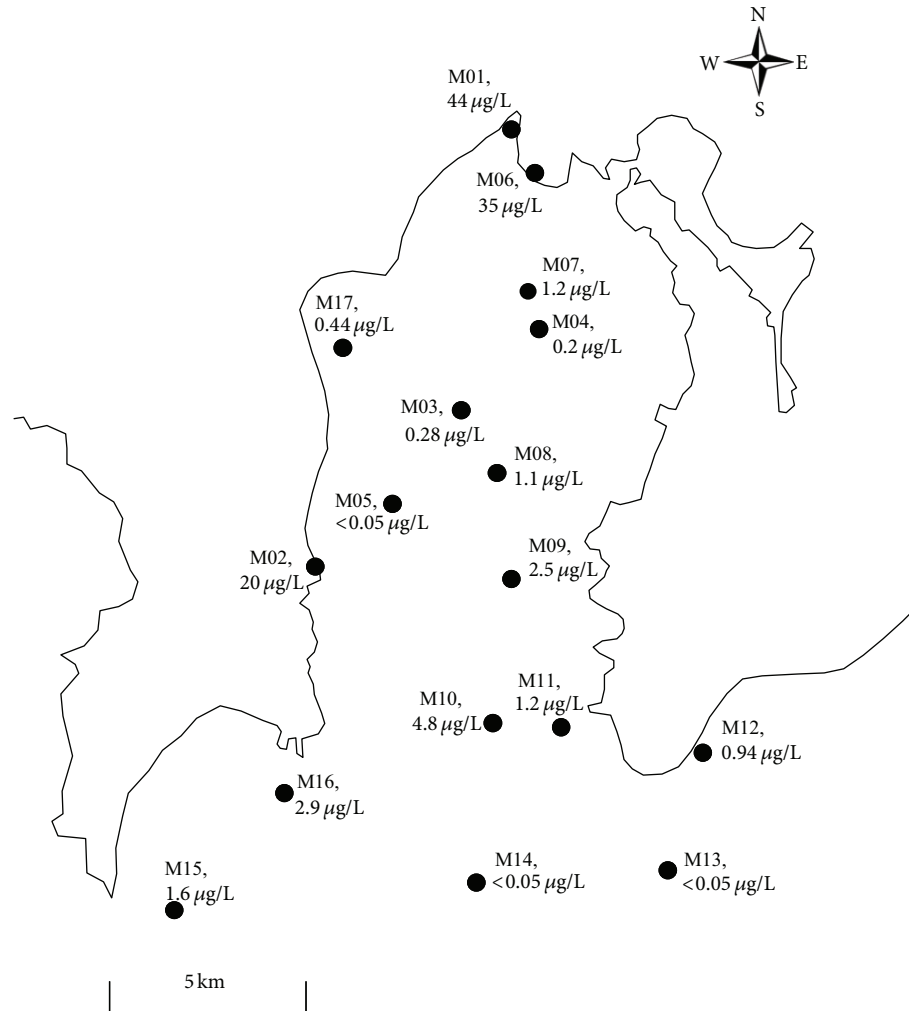 N
W
E
S
M01,
44 µg/L
M06,
35 µg/L
M07,
1.2 µg/L
M17,
0.44 µg/L
M04,
0.2 µg/L
M03,
0.28 µg/L
M08,
1.1 µg/L
M05,
<0.05 µg/L
M09,
2.5 µg/L
M02,
20 µg/L
M11,
1.2 µg/L
M10,
4.8 µg/L
M12,
0.94 µg/L
M16,
2.9 µg/L
M15,
1.6 µg/L
M14,
<0.05 µg/L
M13,
<0.05 µg/L
5 km